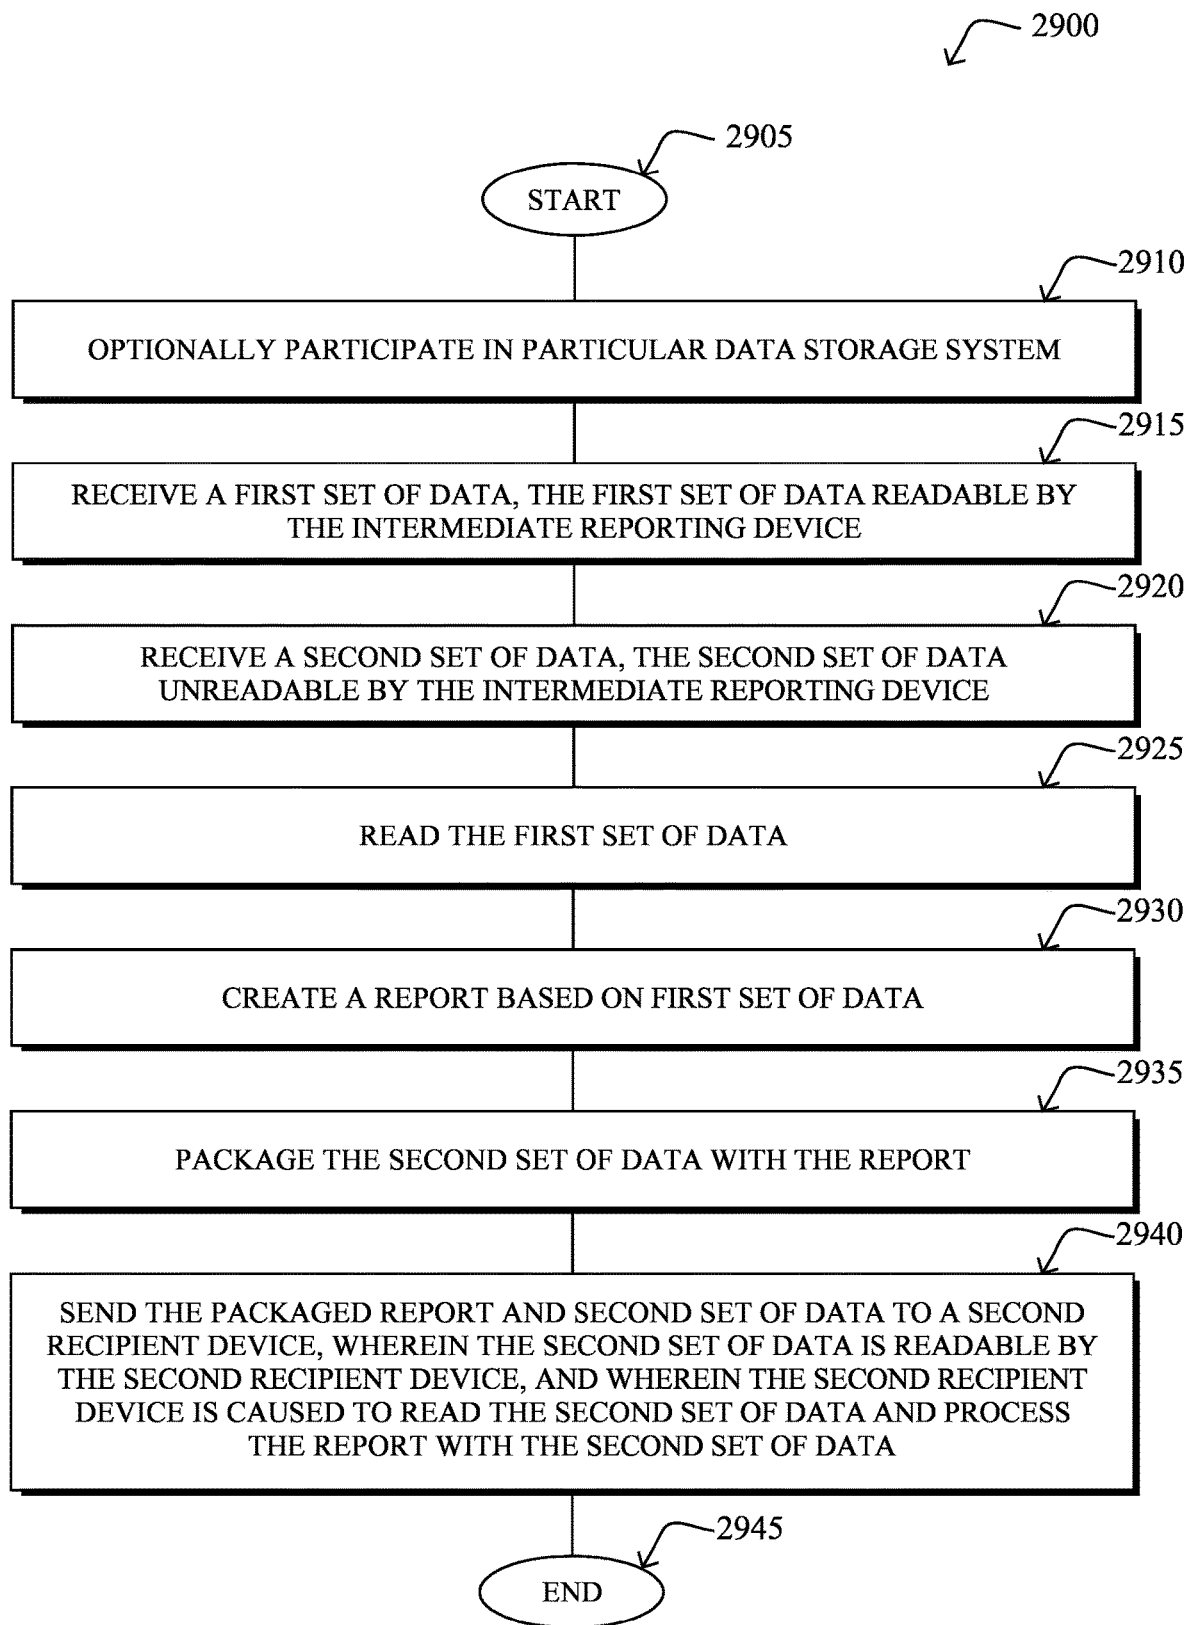 2900
2905
START
2910
OPTIONALLY PARTICIPATE IN PARTICULAR DATA STORAGE SYSTEM
2915
RECEIVE A FIRST SET OF DATA, THE FIRST SET OF DATA READABLE BY
THE INTERMEDIATE REPORTING DEVICE
2920
RECEIVE A SECOND SET OF DATA, THE SECOND SET OF DATA
UNREADABLE BY THE INTERMEDIATE REPORTING DEVICE
2925
READ THE FIRST SET OF DATA
2930
CREATE A REPORT BASED ON FIRST SET OF DATA
2935
PACKAGE THE SECOND SET OF DATA WITH THE REPORT
2940
SEND THE PACKAGED REPORT AND SECOND SET OF DATA TO A SECOND
RECIPIENT DEVICE, WHEREIN THE SECOND SET OF DATA IS READABLE BY
THE SECOND RECIPIENT DEVICE, AND WHEREIN THE SECOND RECIPIENT
DEVICE IS CAUSED TO READ THE SECOND SET OF DATA AND PROCESS
THE REPORT WITH THE SECOND SET OF DATA
2945
END